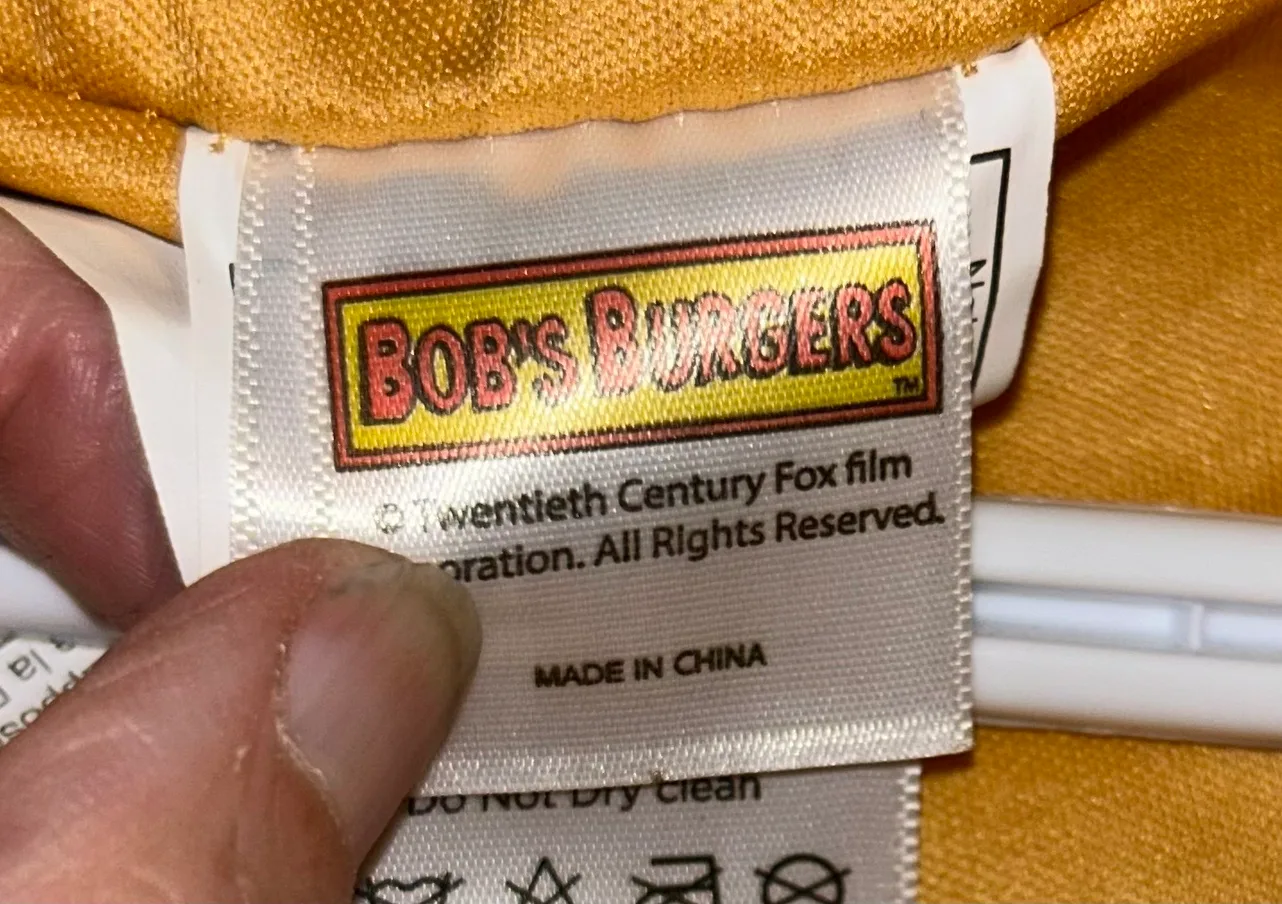 BOB'S BURGERS
TM
© Twentieth Century Fox film
oration. All Rights Reserved.
MADE IN CHINA
Do Not Dry clean